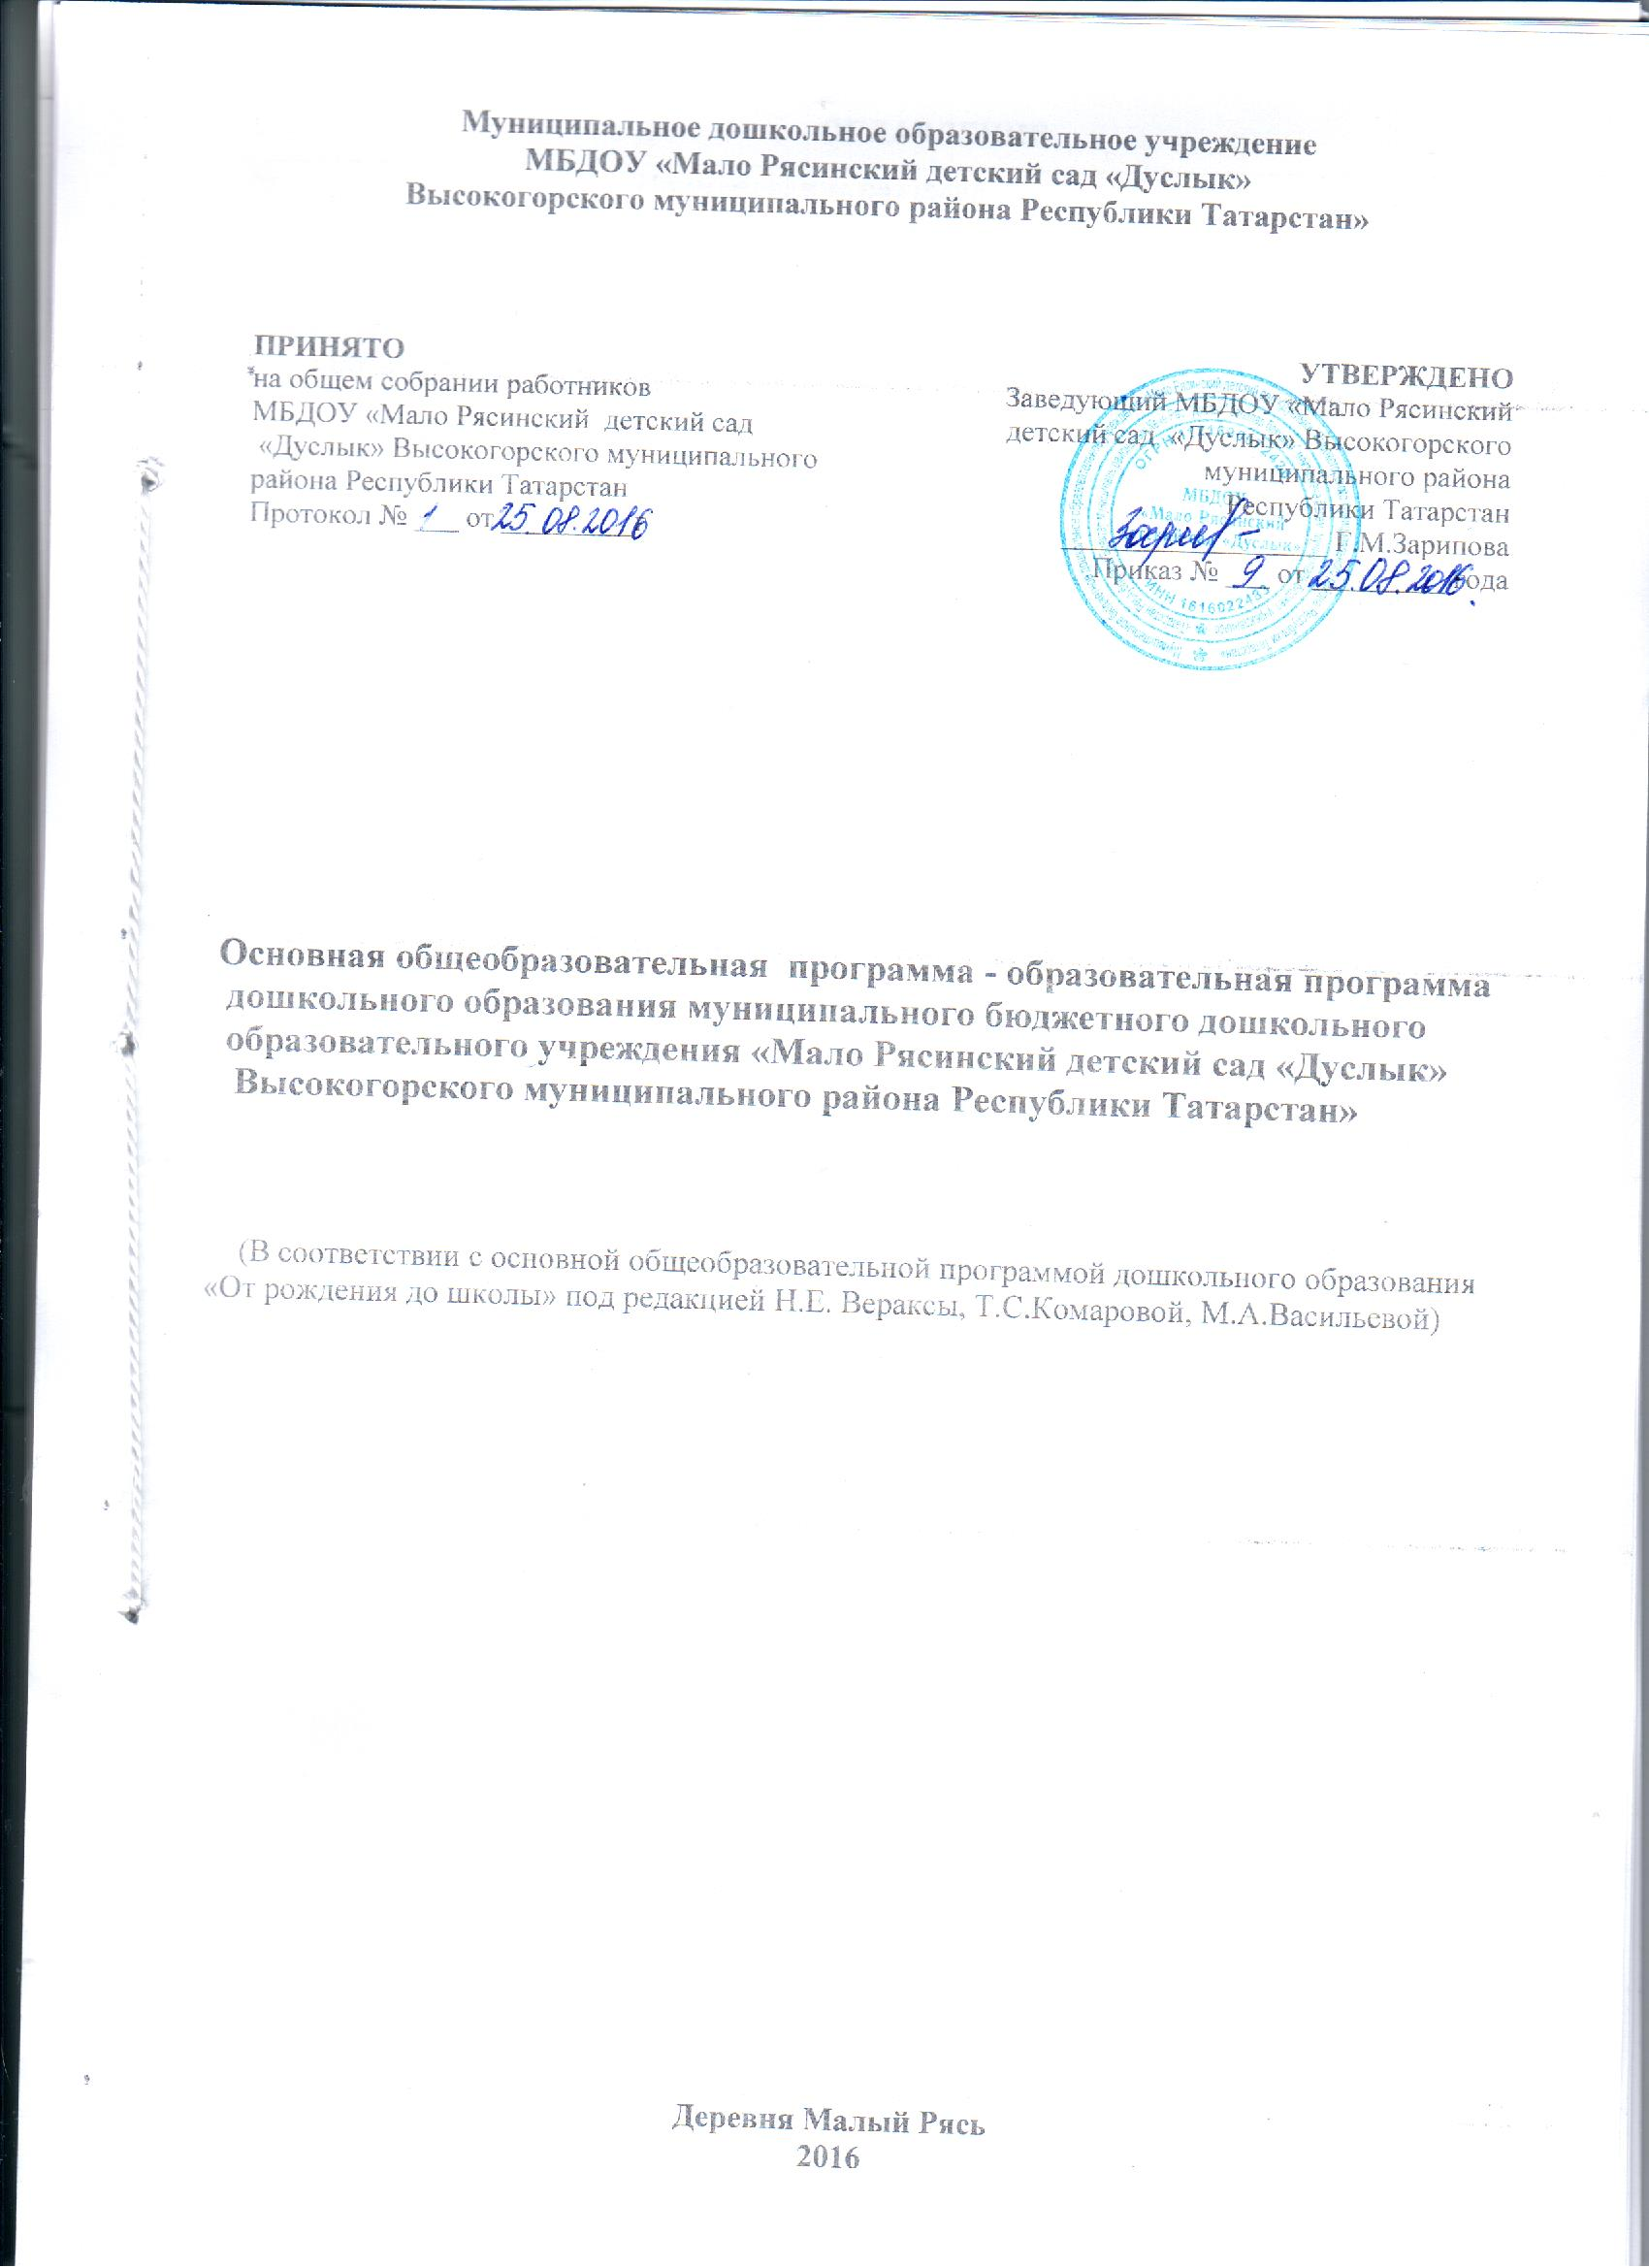 Муниципальное дошкольное образовательное учреждение
МБДОУ «Мало Рясинский детский сад «Дуслык»
Высокогорского муниципального района Республики Татарстан»
ПРИНЯТО
на общем собрании работников
МБДОУ «Мало Рясинский детский сад
«Дуслык» Высокогорского муниципального
района Республики Татарстан
Протокол № 1 от 25.08.2016
УТВЕРЖДЕНО
Заведующий МБДОУ «Мало Рясинский
детский сад «Дуслык» Высокогорского
муниципального района
Республики Татарстан
Г.М.Зарипова
Приказ № 9 от 25.08.2016 года
МБДОУ
«Мало Рясинский
«Дуслык»
Основная общеобразовательная программа - образовательная программа
дошкольного образования муниципального бюджетного дошкольного
образовательного учреждения «Мало Рясинский детский сад «Дуслык»
Высокогорского муниципального района Республики Татарстан»
(В соответствии с основной общеобразовательной программой дошкольного образования
«От рождения до школы» под редакцией Н.Е. Вераксы, Т.С.Комаровой, М.А.Васильевой)
Деревня Малый Рясь
2016